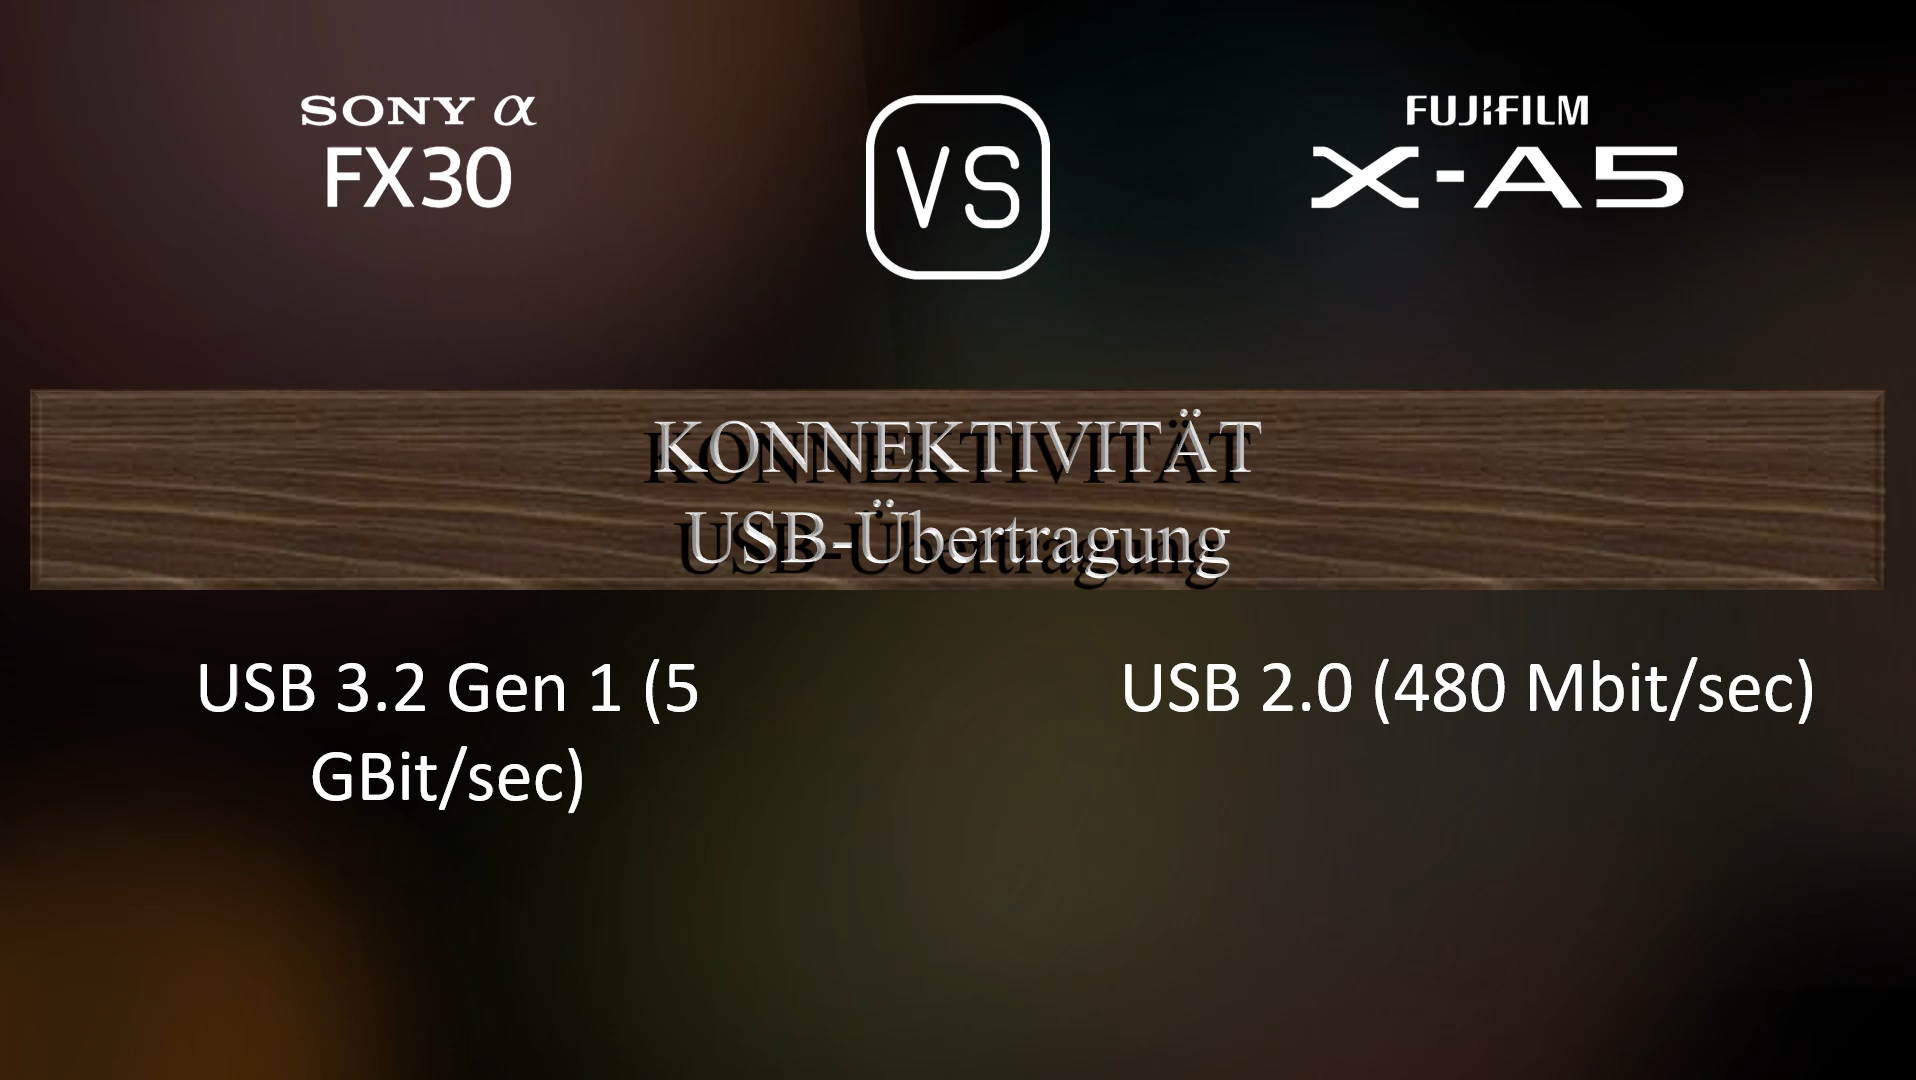 SONY α
FX30
VS
FUJIFILM
X-A5
KONNEKTIVITÄT
USB-Übertragung
USB 3.2 Gen 1 (5
GBit/sec)
USB 2.0 (480 Mbit/sec)